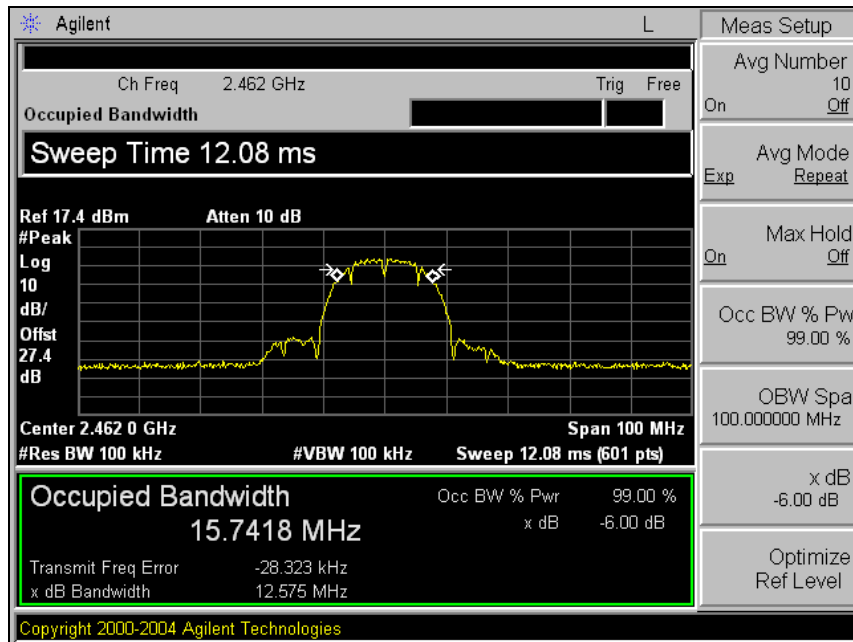 Agilent
L
Ch Freq 2.462 GHz Trig Free
Occupied Bandwidth
Sweep Time 12.08 ms
Ref 17.4 dBm Atten 10 dB
#Peak
Log
10
dB/
Offst
27.4
dB
Center 2.462 0 GHz Span 100 MHz
#Res BW 100 kHz #VBW 100 kHz Sweep 12.08 ms (601 pts)
Occupied Bandwidth
15.7418 MHz
Occ BW % Pwr 99.00 %
x dB -6.00 dB
Transmit Freq Error -28.323 kHz
x dB Bandwidth 12.575 MHz
Copyright 2000-2004 Agilent Technologies
Meas Setup
Avg Number
10
On Off
Avg Mode
Exp Repeat
Max Hold
On Off
Occ BW % Pw
99.00 %
OBW Spa
100.000000 MHz
x dB
-6.00 dB
Optimize
Ref Level